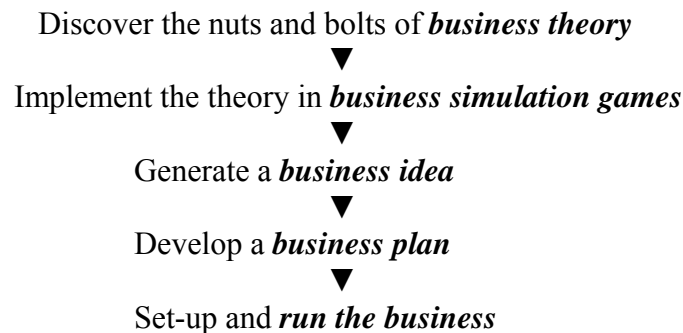 Discover the nuts and bolts of business theory
▼
Implement the theory in business simulation games
▼
Generate a business idea
▼
Develop a business plan
▼
Set-up and run the business